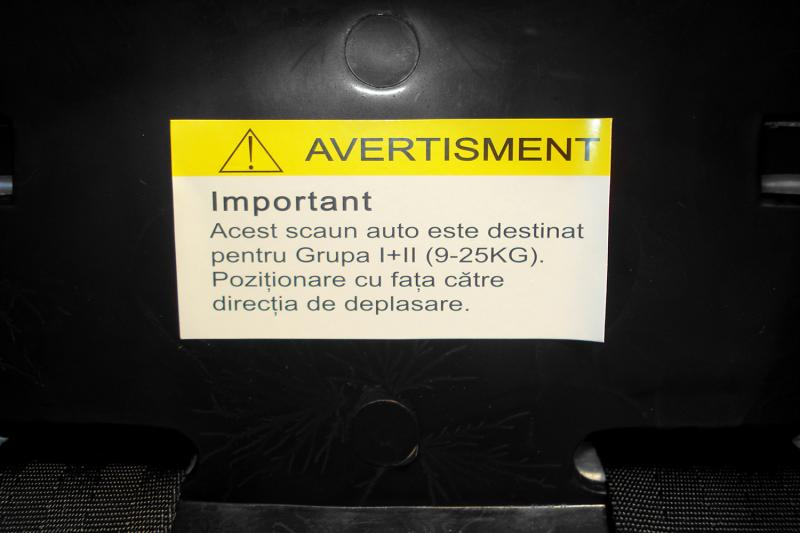 AVERTISMENT
Important
Acest scaun auto este destinat
pentru Grupa I+II (9-25KG).
Poziționare cu fața către
direcția de deplasare.